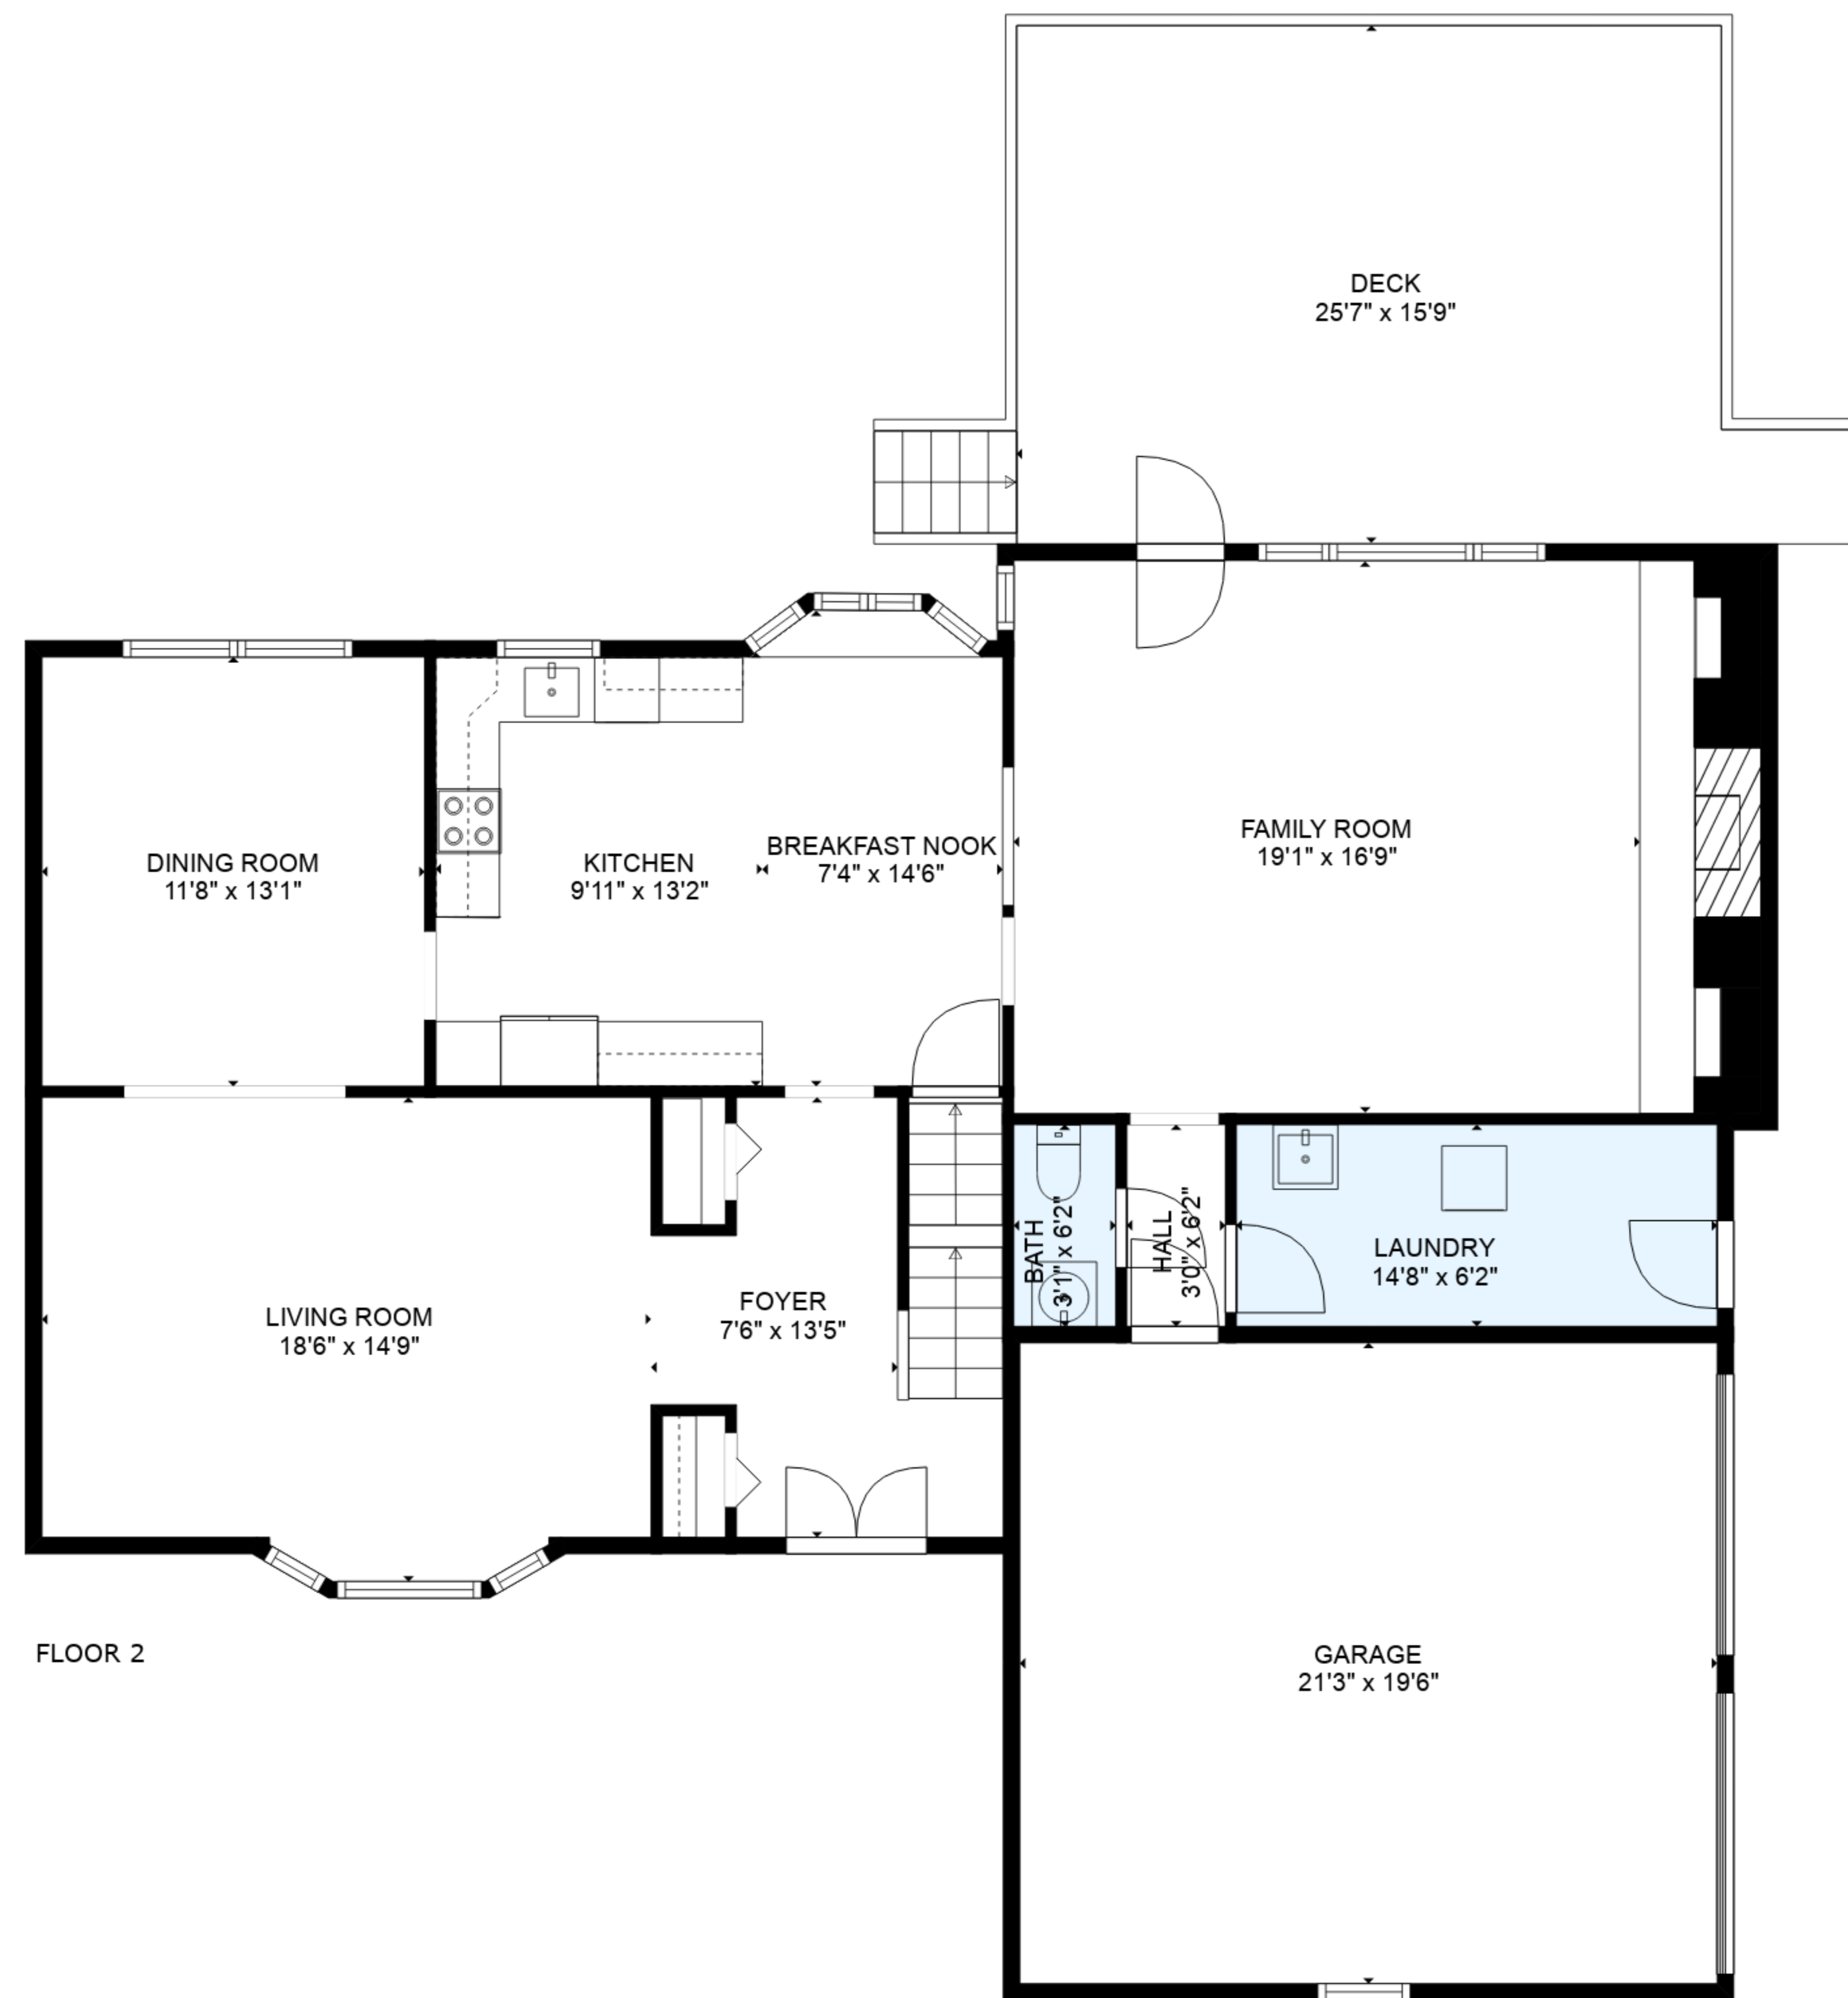 DECK
25'7" x 15'9"
FAMILY ROOM
19'1" x 16'9"
BREAKFAST NOOK
7'4" x 14'6"
KITCHEN
9'11" x 13'2"
DINING ROOM
11'8" x 13'1"
BATH
3'1" x 6'2"
HALL
3'0" x 6'2"
LAUNDRY
14'8" x 6'2"
FOYER
7'6" x 13'5"
LIVING ROOM
18'6" x 14'9"
GARAGE
21'3" x 19'6"
FLOOR 2